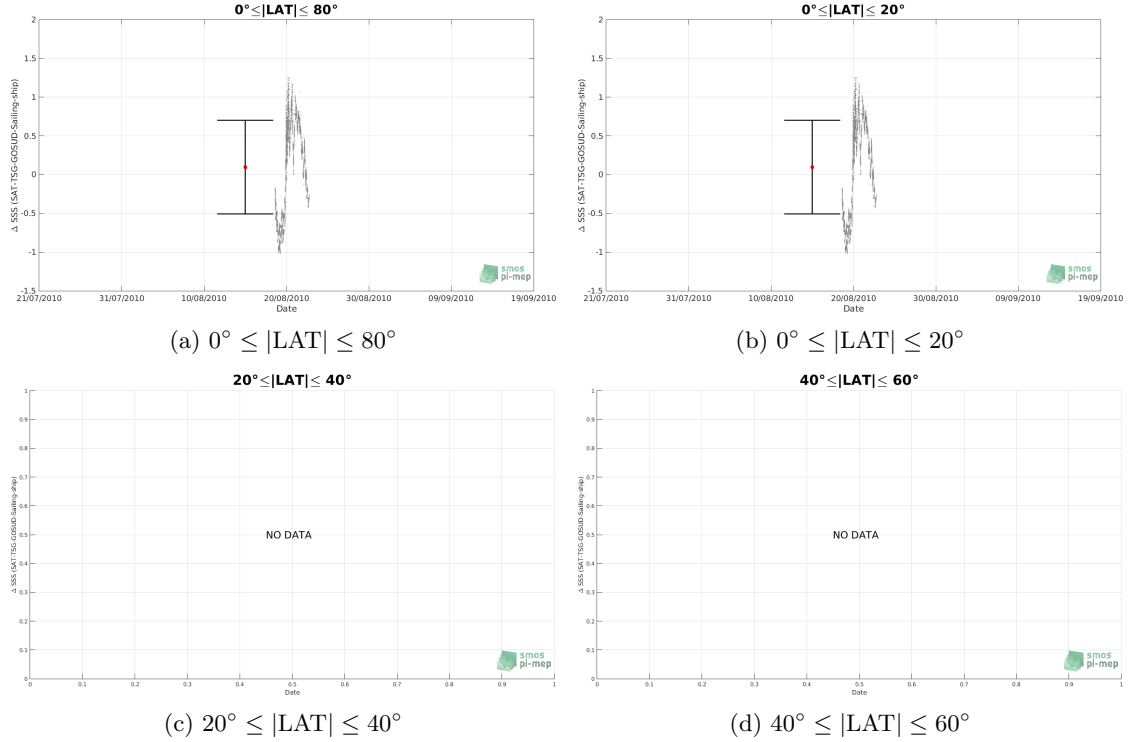 0°≤|LAT|≤ 80°
2
1.5
1
0.5
0
-0.5
-1
-1.5
Δ SSS (SAT-TSG-GOSUD-Sailing-ship)
21/07/2010 31/07/2010 10/08/2010 20/08/2010 30/08/2010 09/09/2010 19/09/2010
Date
smos
pi-mep
(a) 0° ≤ |LAT| ≤ 80°
0°≤|LAT|≤ 20°
2
1.5
1
0.5
0
-0.5
-1
-1.5
Δ SSS (SAT-TSG-GOSUD-Sailing-ship)
21/07/2010 31/07/2010 10/08/2010 20/08/2010 30/08/2010 09/09/2010 19/09/2010
Date
smos
pi-mep
(b) 0° ≤ |LAT| ≤ 20°
20°≤|LAT|≤ 40°
1
0.9
0.8
0.7
0.6
0.5
0.4
0.3
0.2
0.1
0
Δ SSS (SAT-TSG-GOSUD-Sailing-ship)
NO DATA
0 0.1 0.2 0.3 0.4 0.5 0.6 0.7 0.8 0.9 1
Date
smos
pi-mep
(c) 20° ≤ |LAT| ≤ 40°
40°≤|LAT|≤ 60°
1
0.9
0.8
0.7
0.6
0.5
0.4
0.3
0.2
0.1
0
Δ SSS (SAT-TSG-GOSUD-Sailing-ship)
NO DATA
0 0.1 0.2 0.3 0.4 0.5 0.6 0.7 0.8 0.9 1
Date
smos
pi-mep
(d) 40° ≤ |LAT| ≤ 60°